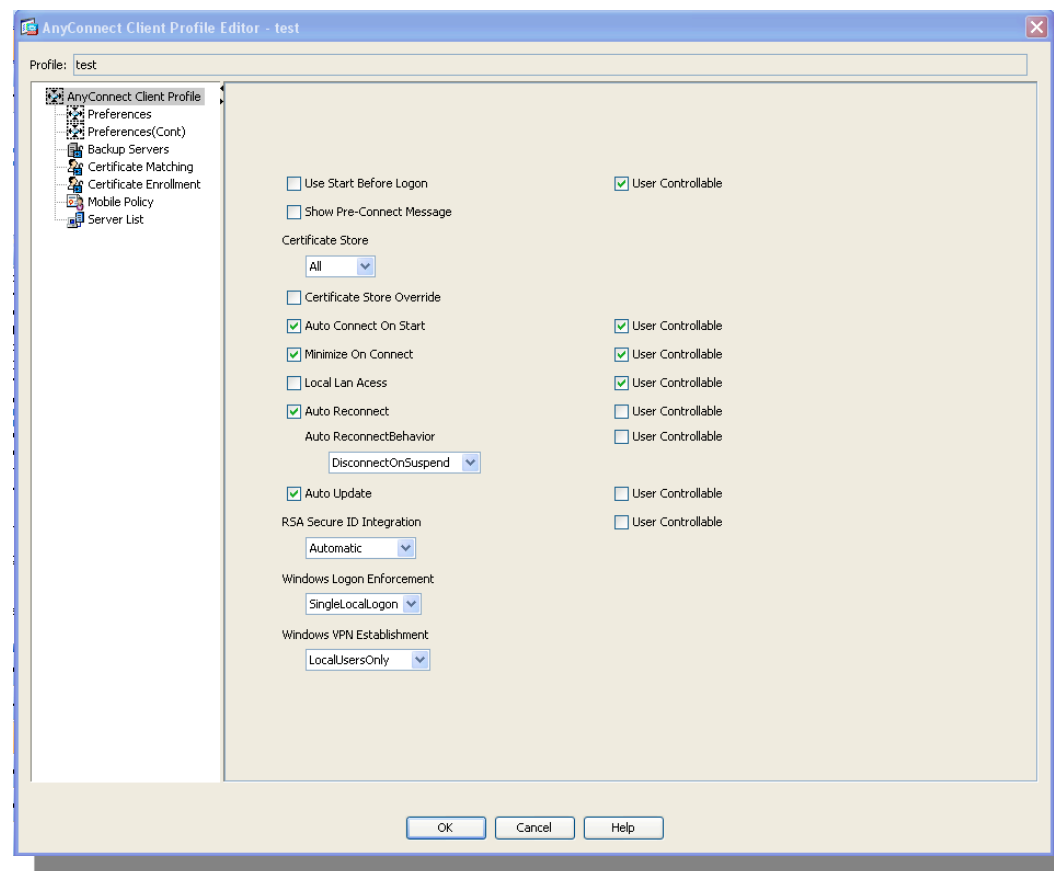 AnyConnect Client Profile Editor - test
Profile: test
AnyConnect Client Profile
Preferences
Preferences(Cont)
Backup Servers
Certificate Matching
Certificate Enrollment
Mobile Policy
Server List
Use Start Before Logon User Controllable
Show Pre-Connect Message
Certificate Store
All
Certificate Store Override
Auto Connect On Start User Controllable
Minimize On Connect User Controllable
Local Lan Acess User Controllable
Auto Reconnect User Controllable
Auto ReconnectBehavior User Controllable
DisconnectOnSuspend
Auto Update User Controllable
RSA Secure ID Integration User Controllable
Automatic
Windows Logon Enforcement
SingleLocalLogon
Windows VPN Establishment
LocalUsersOnly
OK Cancel Help